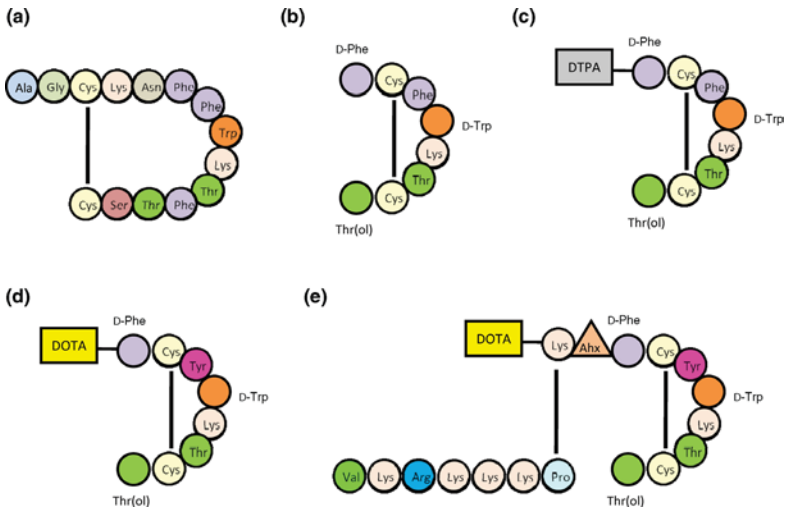 (a)
Ala Gly Cys Lys Asn Phe
Phe
Trp
Lys
Thr
Cys Ser Thr Phe
(b)
D-Phe
Cys
Phe
D-Trp
Lys
Thr
Cys
Thr(ol)
(c)
D-Phe
DTPA
Cys
Phe
D-Trp
Lys
Thr
Cys
Thr(ol)
(d)
D-Phe
DOTA
Cys
Tyr
D-Trp
Lys
Thr
Cys
Thr(ol)
(e)
D-Phe
DOTA
Lys Ahx
Cys
Tyr
D-Trp
Lys
Thr
Val Lys Arg Lys Lys Lys Pro
Cys
Thr(ol)